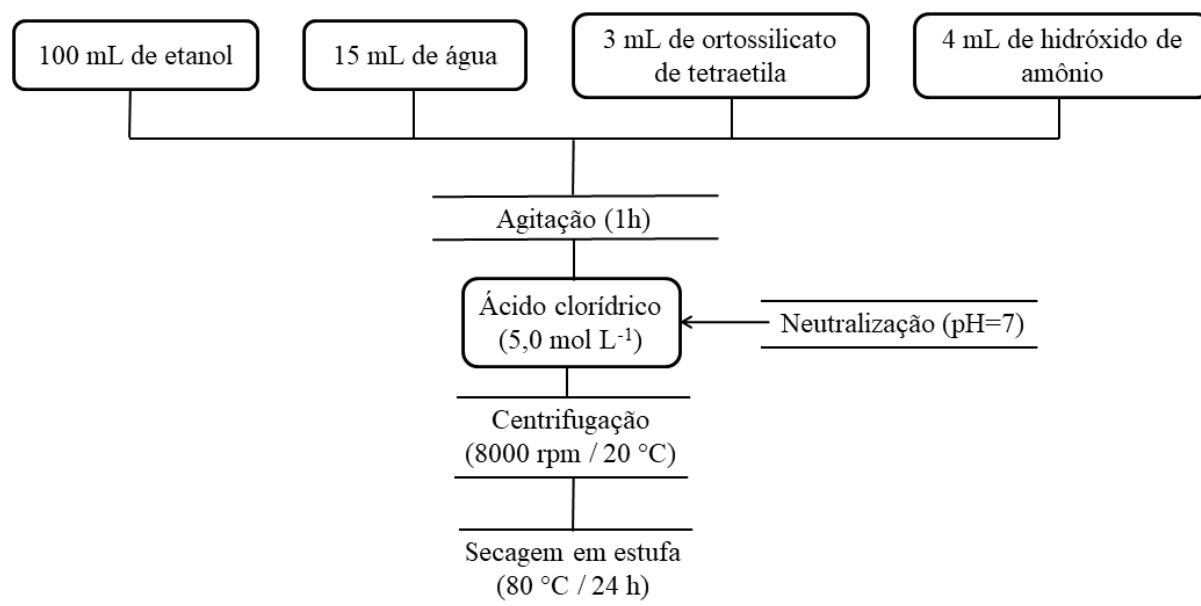 100 mL de etanol
15 mL de água
3 mL de ortossilicato
de tetraetila
4 mL de hidróxido de
amônio
Agitação (1h)
Ácido clorídrico
(5,0 mol L⁻¹)
Neutralização (pH=7)
Centrifugação
(8000 rpm / 20 °C)
Secagem em estufa
(80 °C / 24 h)